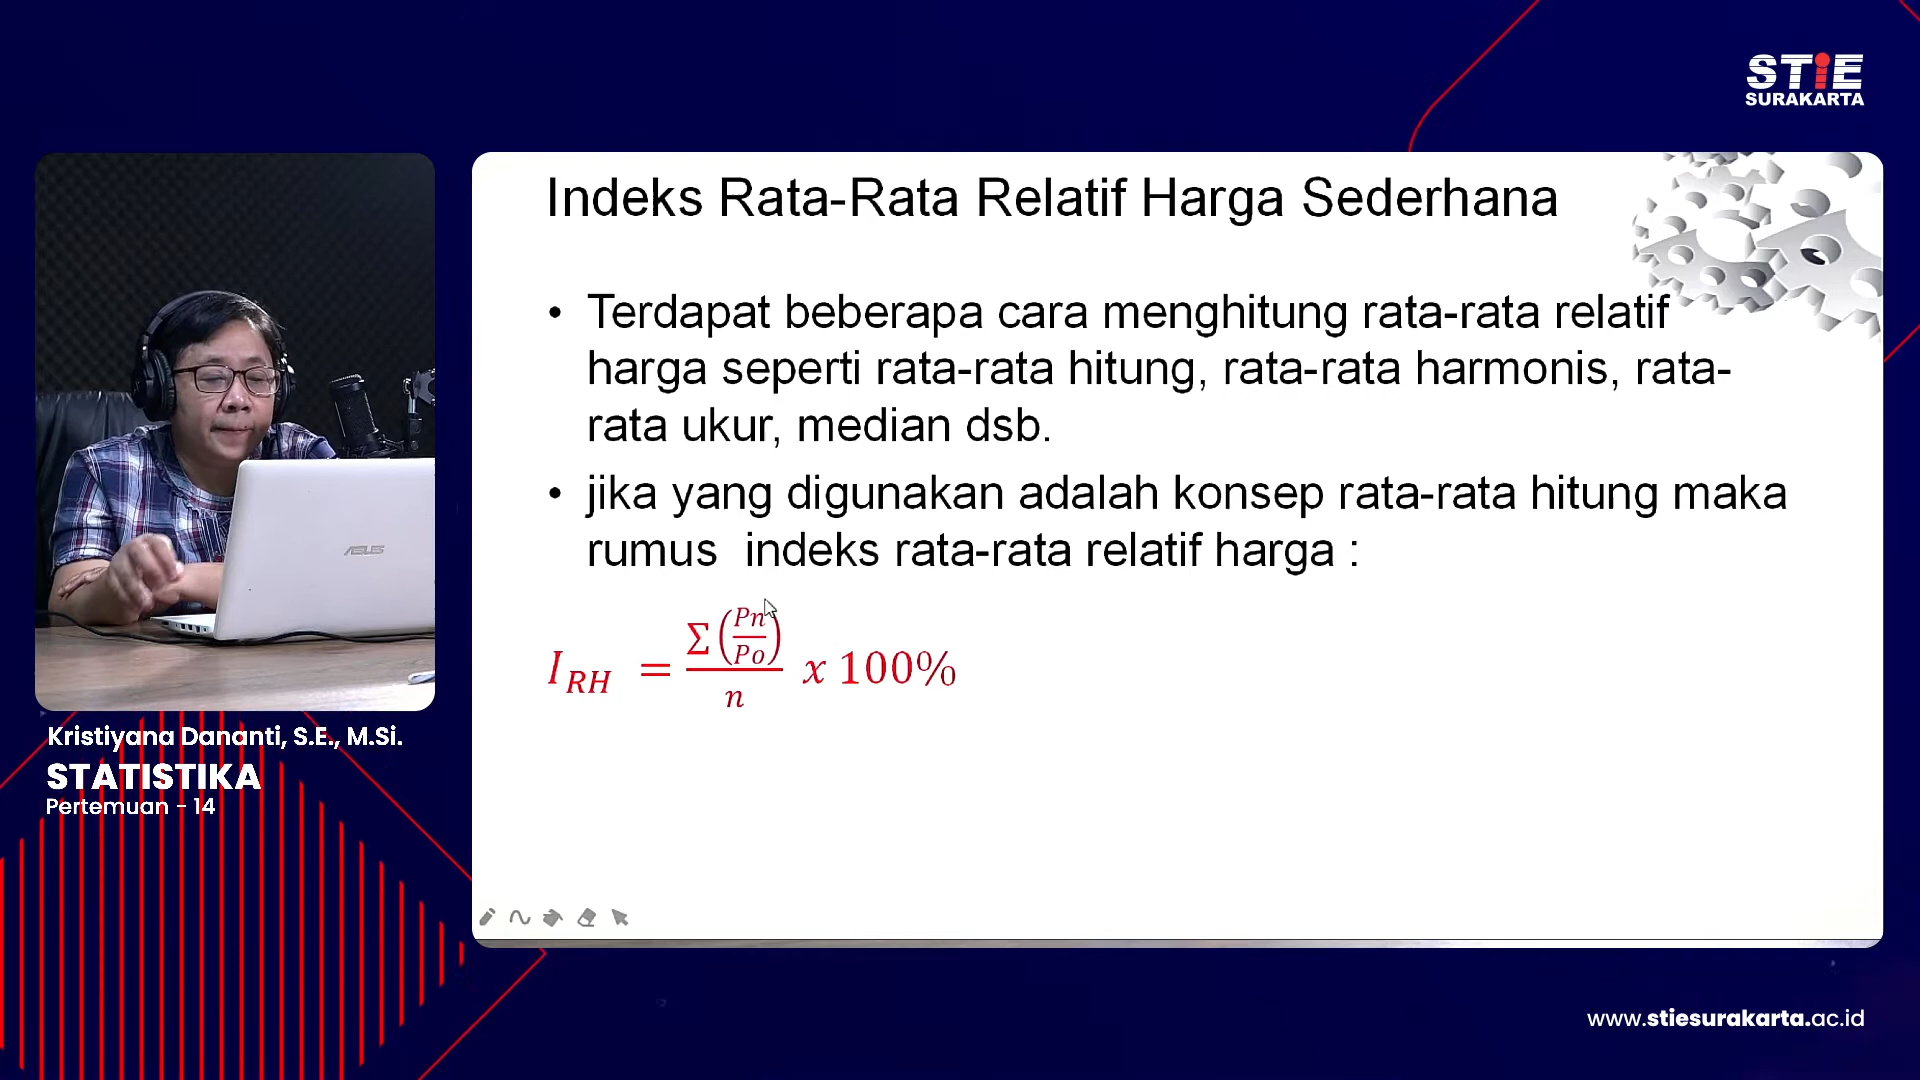 STiE
SURAKARTA
Indeks Rata-Rata Relatif Harga Sederhana
• Terdapat beberapa cara menghitung rata-rata relatif
harga seperti rata-rata hitung, rata-rata harmonis, rata-
rata ukur, median dsb.
• jika yang digunakan adalah konsep rata-rata hitung maka
rumus indeks rata-rata relatif harga :
I_RH = Σ(Pn/Po)/n x 100%
ASUS
Kristiyana Dananti, S.E., M.Si.
STATISTIKA
Pertemuan - 14
www.stiesurakarta.ac.id